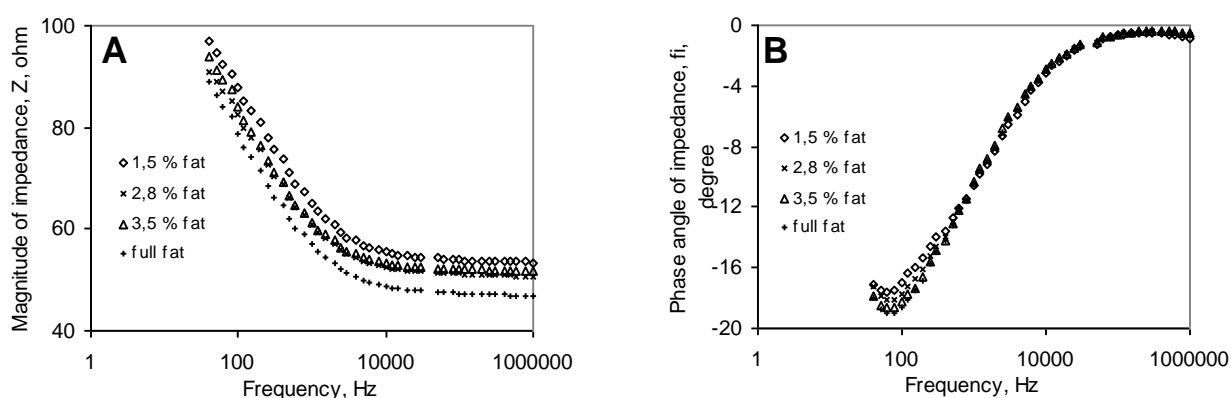 A
Magnitude of impedance, Z, ohm
100
80
60
40
1,5 % fat
2,8 % fat
3,5 % fat
full fat
1 100 10000 1000000
Frequency, Hz
B
Phase angle of impedance, fi,
degree
0
-4
-8
-12
-16
-20
1,5 % fat
2,8 % fat
3,5 % fat
full fat
1 100 10000 1000000
Frequency, Hz